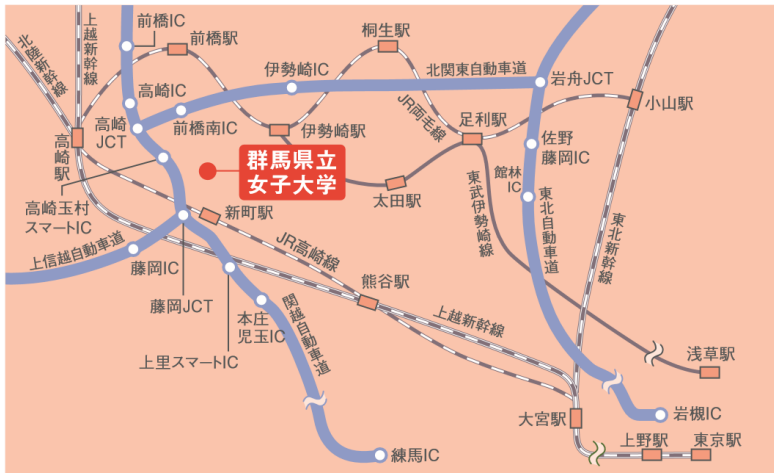 北陸新幹線
上越新幹線
前橋IC
前橋駅
桐生駅
伊勢崎IC
北関東自動車道
岩舟JCT
高崎IC
小山駅
高崎
JCT
前橋南IC
伊勢崎駅
JR両毛線
足利駅
佐野
藤岡IC
高崎駅
群馬県立
女子大学
館林
IC
太田駅
高崎玉村
スマートIC
新町駅
東武伊勢崎線
東北自動車道
東北新幹線
上信越自動車道
藤岡IC
JR高崎線
熊谷駅
藤岡JCT
本庄
児玉IC
関越自動車道
上越新幹線
上里スマートIC
浅草駅
大宮駅
岩槻IC
練馬IC
上野駅
東京駅